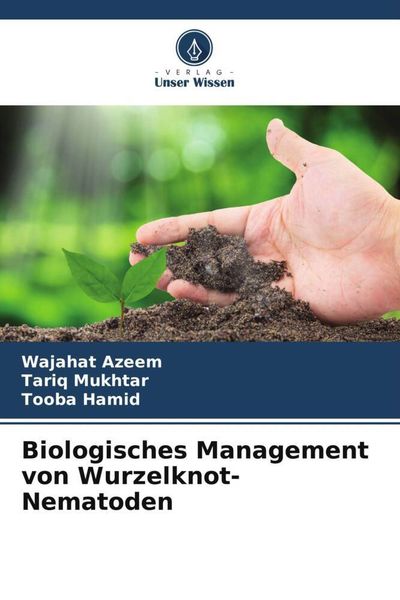 - VERLAG -
Unser Wissen
Wajahat Azeem
Tariq Mukhtar
Tooba Hamid
Biologisches Management
von Wurzelknot-
Nematoden